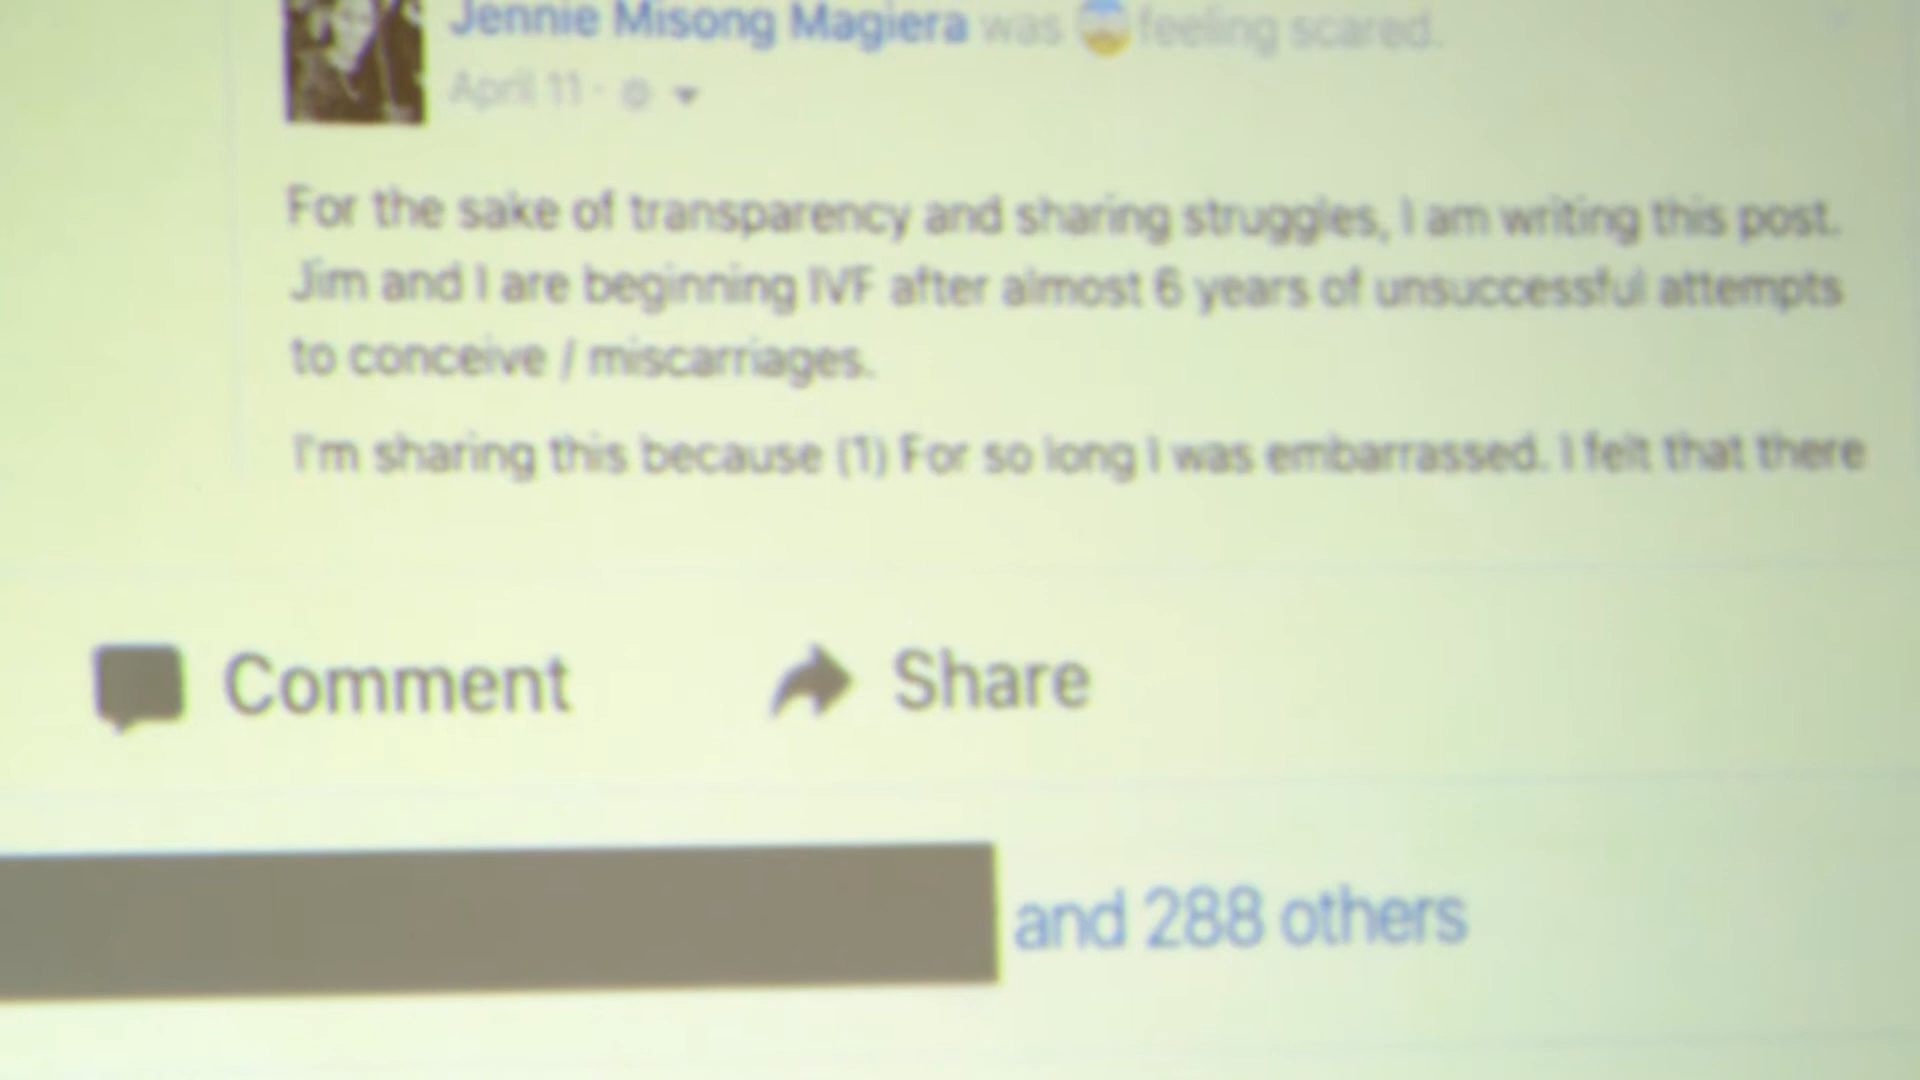 Jennie Misong Magiera was feeling scared.
April 11
For the sake of transparency and sharing struggles, I am writing this post.
Jim and I are beginning IVF after almost 6 years of unsuccessful attempts
to conceive / miscarriages.
I'm sharing this because (1) For so long I was embarrassed. I felt that there
Comment Share
and 288 others